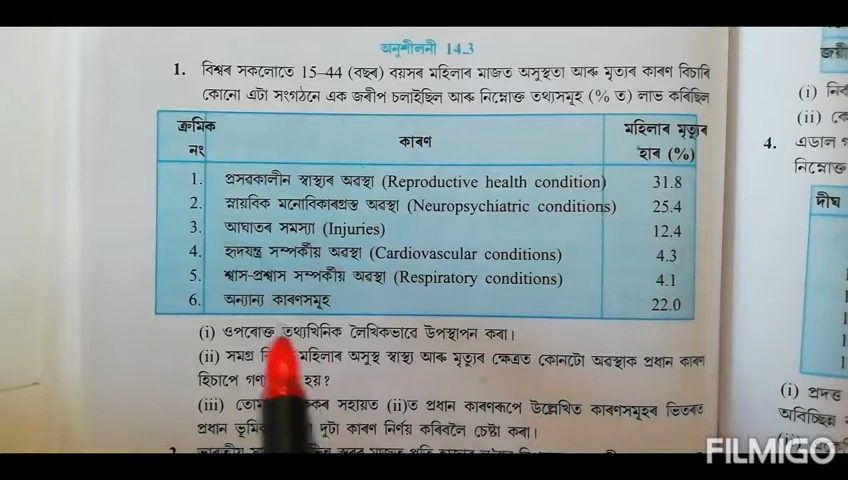 অনুশীলনী 14.3
1. বিশ্বৰ সকলোতে 15–44 (বছৰ) বয়সৰ মহিলাৰ মাজত অসুস্থতা আৰু মৃত্যুৰ কাৰণ বিচাৰি
কোনো এটা সংগঠনে এক জৰীপ চলাইছিল আৰু নিম্নোক্ত তথ্যসমূহ (% ত) লাভ কৰিছিল
ক্ৰমিক নং কাৰণ মহিলাৰ মৃত্যুৰ হাৰ (%)
1. প্ৰসৱকালীন স্বাস্থ্যৰ অৱস্থা (Reproductive health condition) 31.8
2. স্নায়বিক মনোবিকাৰগ্ৰস্ত অৱস্থা (Neuropsychiatric conditions) 25.4
3. আঘাতৰ সমস্যা (Injuries) 12.4
4. হৃদযন্ত্ৰ সম্পৰ্কীয় অৱস্থা (Cardiovascular conditions) 4.3
5. শ্বাস-প্ৰশ্বাস সম্পৰ্কীয় অৱস্থা (Respiratory conditions) 4.1
6. অন্যান্য কাৰণসমূহ 22.0
(i) ওপৰোক্ত তথ্যখিনিক লৈখিকভাৱে উপস্থাপন কৰা।
(ii) সমগ্ৰ মহিলাৰ অসুস্থ স্বাস্থ্য আৰু মৃত্যুৰ ক্ষেত্ৰত কোনটো অৱস্থাক প্ৰধান কাৰণ
হিচাপে হয়?
(iii) সহায়ত (ii)ত প্ৰধান কাৰণৰূপে উল্লেখিত কাৰণসমূহৰ ভিতৰত
প্ৰধান দুটা কাৰণ নিৰ্ণয় কৰিবলৈ চেষ্টা কৰা।
(i)
(ii)
4. এডাল
নিম্নোক্ত
দীঘ
(i) প্ৰদত্ত
FILMIGO